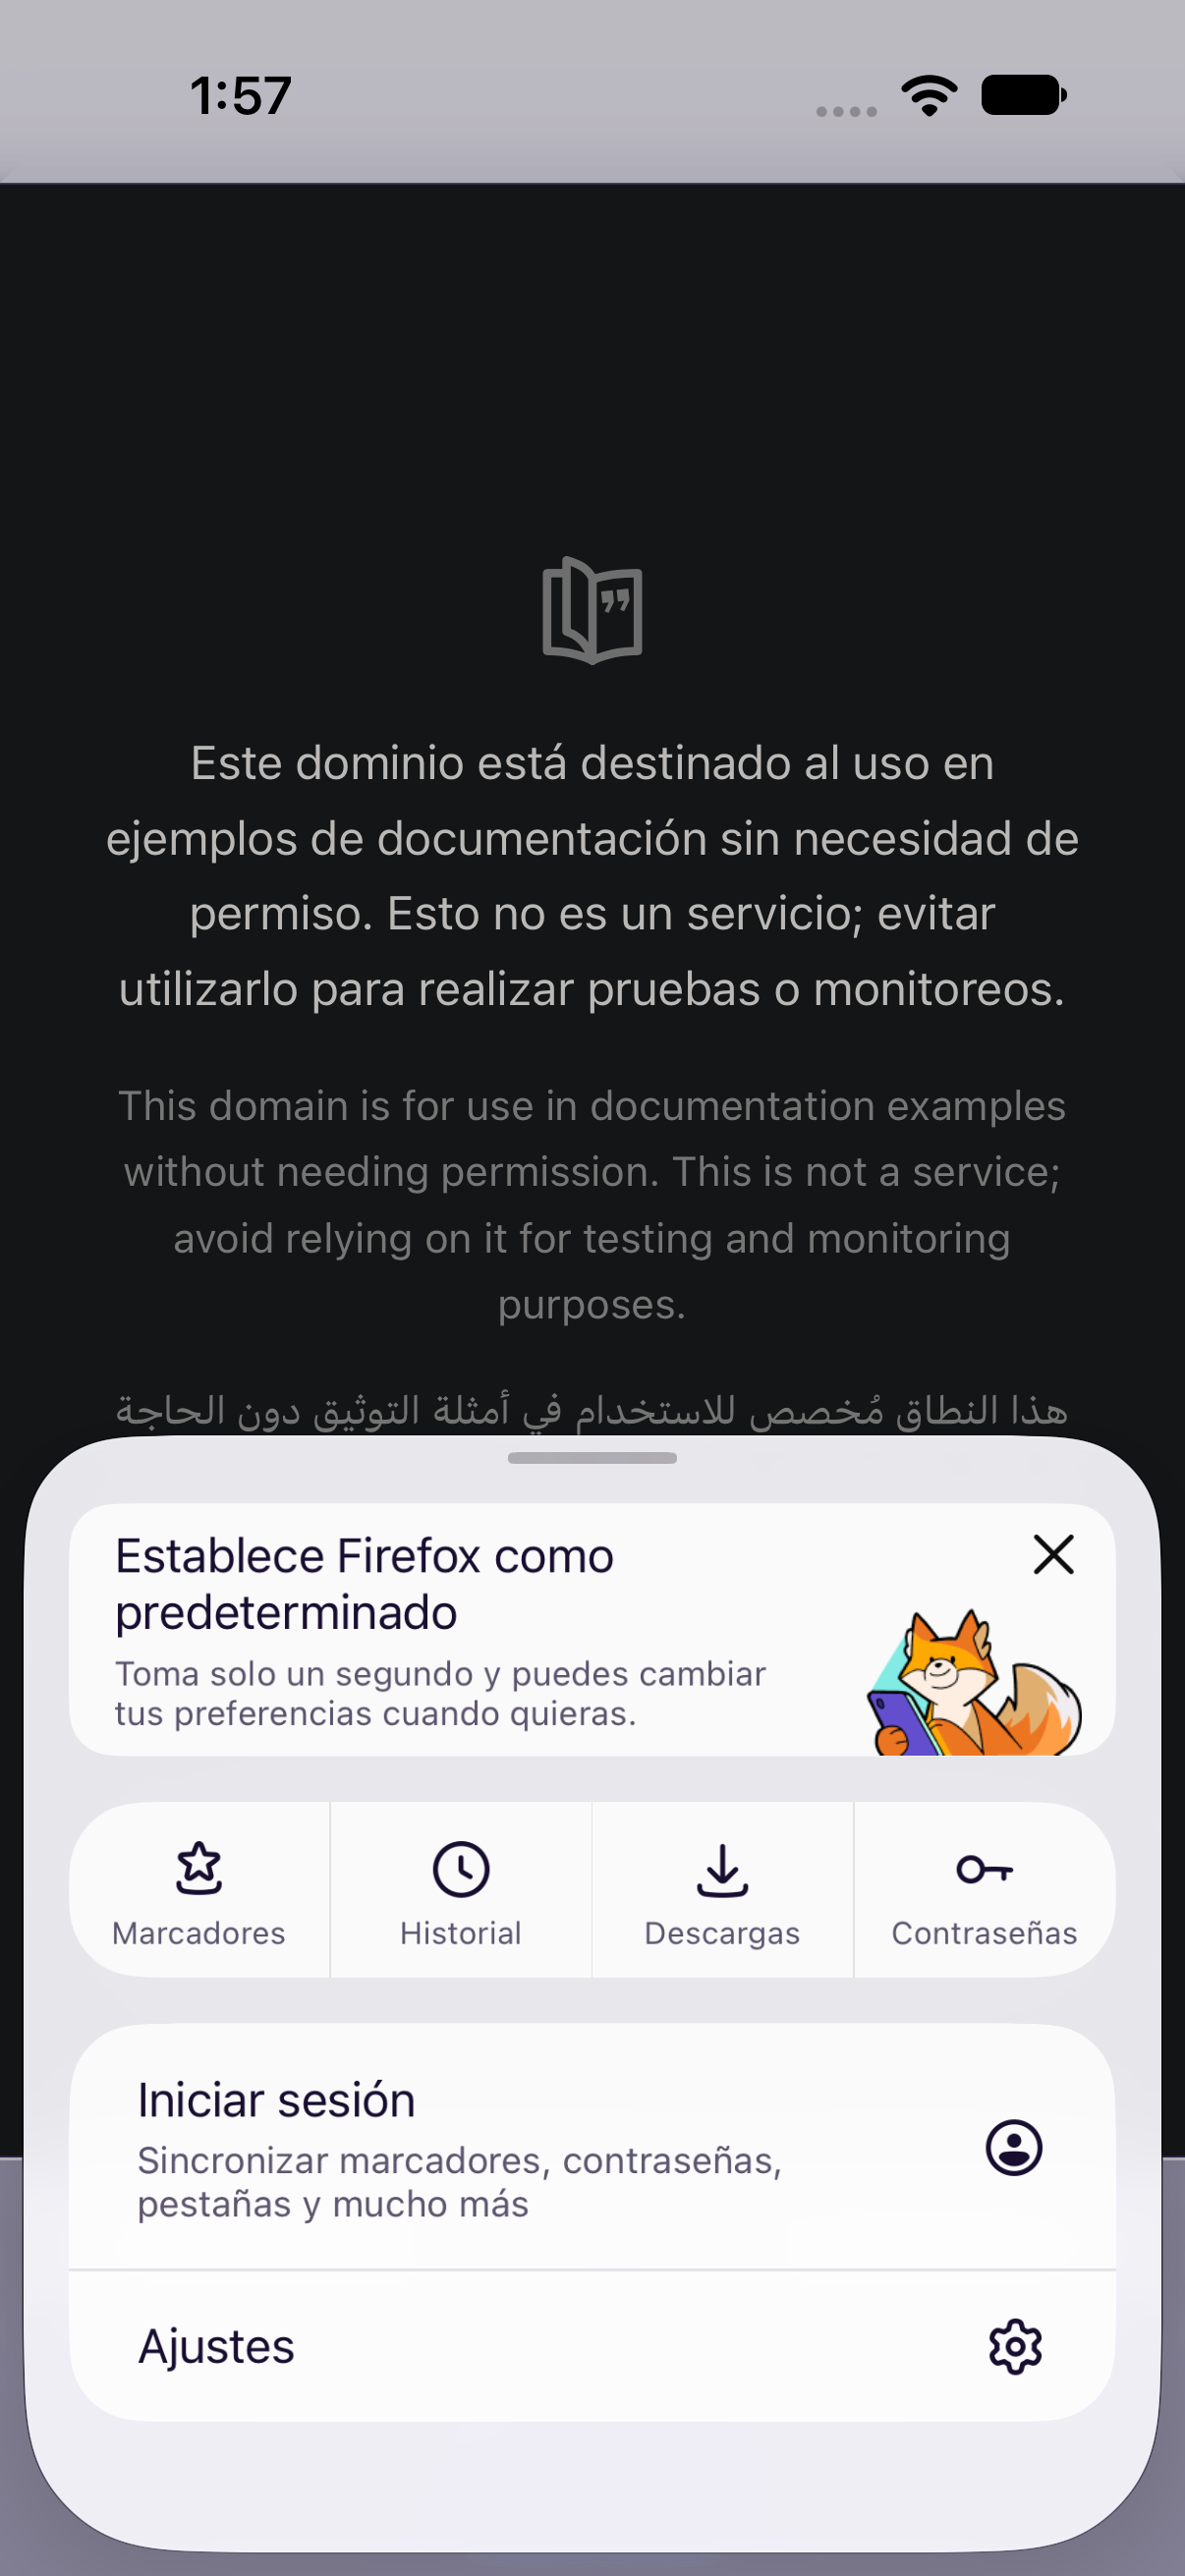 1:57
Este dominio está destinado al uso en
ejemplos de documentación sin necesidad de
permiso. Esto no es un servicio; evitar
utilizarlo para realizar pruebas o monitoreos.
This domain is for use in documentation examples
without needing permission. This is not a service;
avoid relying on it for testing and monitoring
purposes.
هذا النطاق مُخصص للاستخدام في أمثلة التوثيق دون الحاجة
Establece Firefox como
predeterminado
Toma solo un segundo y puedes cambiar
tus preferencias cuando quieras.
Marcadores
Historial
Descargas
Contraseñas
Iniciar sesión
Sincronizar marcadores, contraseñas,
pestañas y mucho más
Ajustes